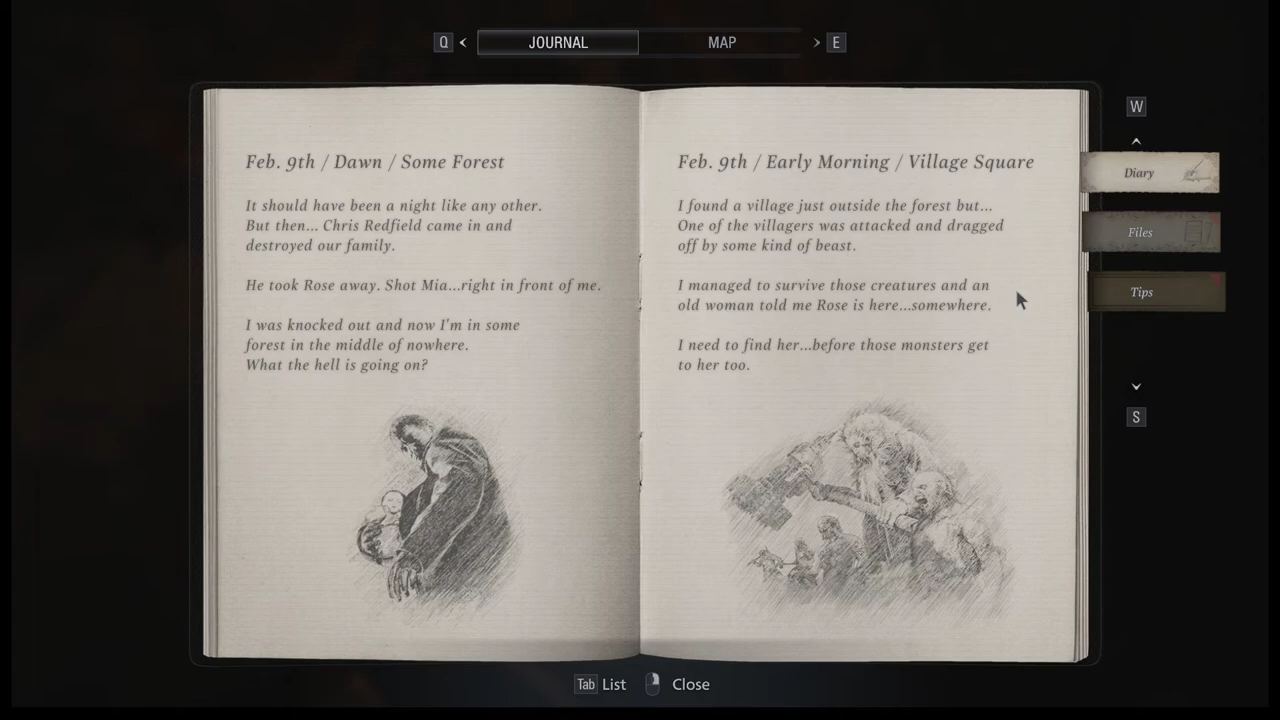 Q
JOURNAL
MAP
E
Feb. 9th / Dawn / Some Forest
It should have been a night like any other.
But then... Chris Redfield came in and
destroyed our family.
He took Rose away. Shot Mia...right in front of me.
I was knocked out and now I'm in some
forest in the middle of nowhere.
What the hell is going on?
Feb. 9th / Early Morning / Village Square
I found a village just outside the forest but...
One of the villagers was attacked and dragged
off by some kind of beast.
I managed to survive those creatures and an
old woman told me Rose is here...somewhere.
I need to find her...before those monsters get
to her too.
W
Diary
Files
Tips
S
Tab List
Close